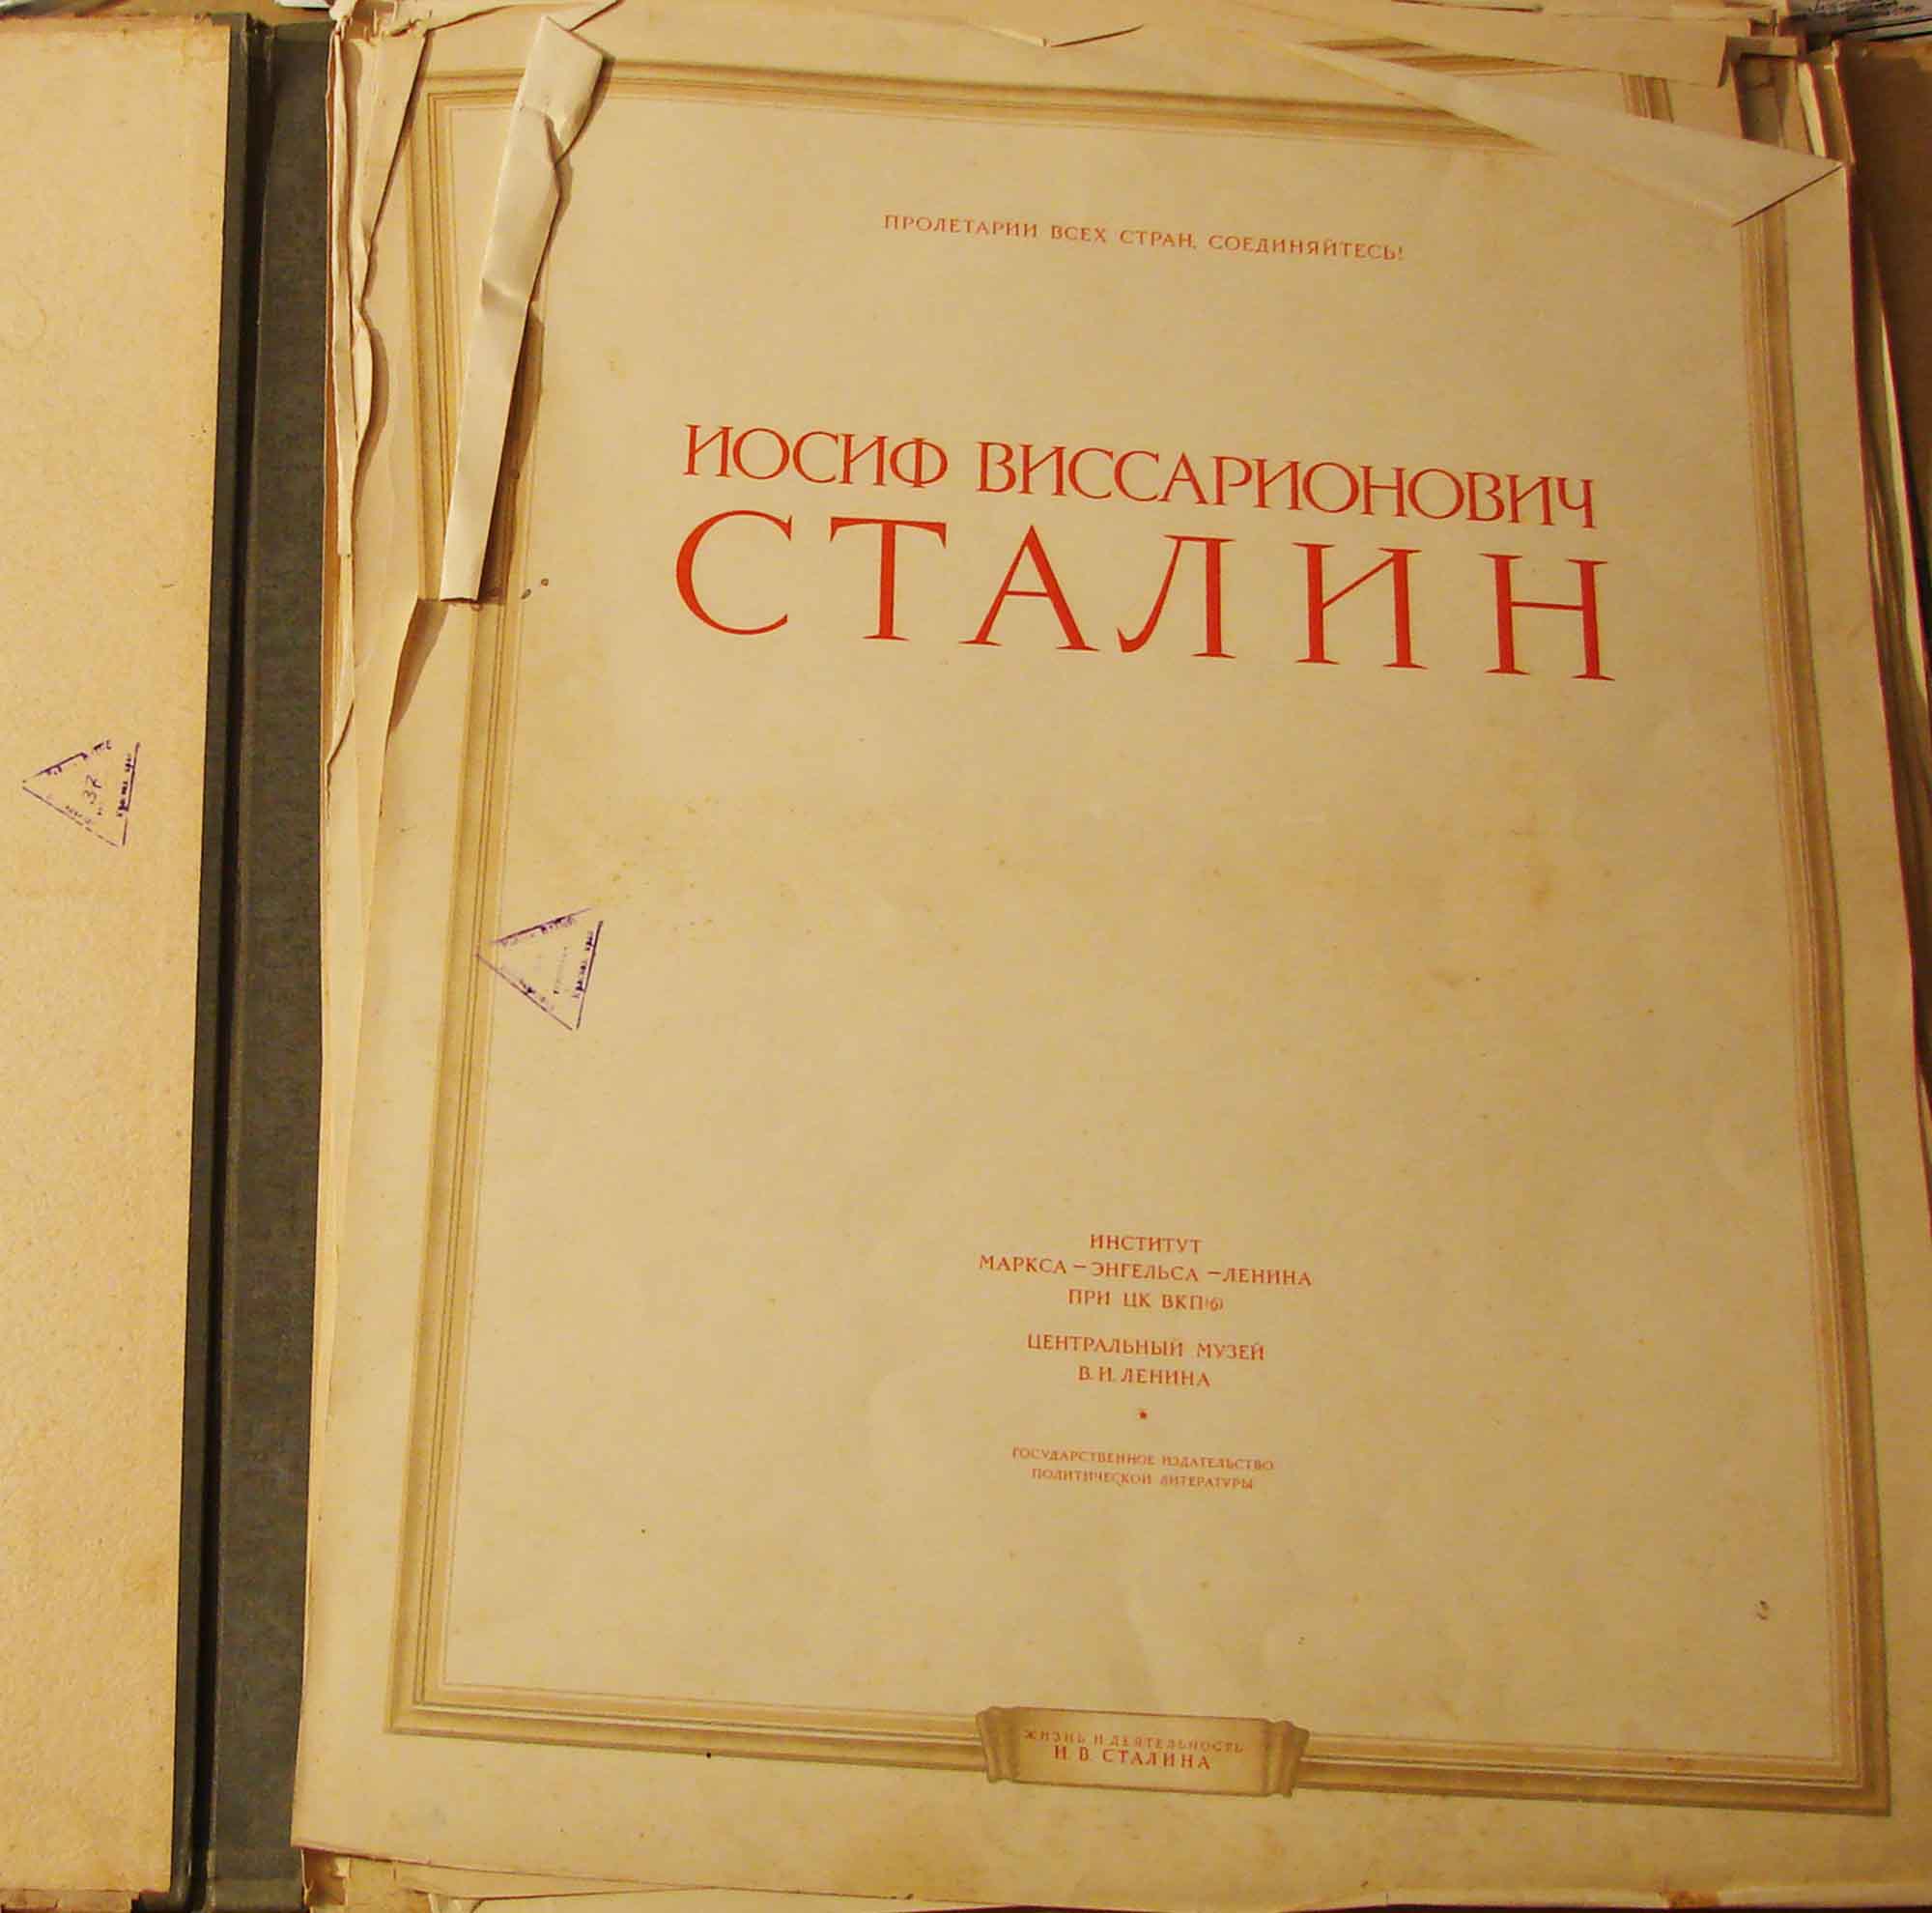 ПРОЛЕТАРИИ ВСЕХ СТРАН, СОЕДИНЯЙТЕСЬ!
ИОСИФ ВИССАРИОНОВИЧ
СТАЛИН
ИНСТИТУТ
МАРКСА – ЭНГЕЛЬСА – ЛЕНИНА
ПРИ ЦК ВКП(б)
ЦЕНТРАЛЬНЫЙ МУЗЕЙ
В. И. ЛЕНИНА
ГОСУДАРСТВЕННОЕ ИЗДАТЕЛЬСТВО
ПОЛИТИЧЕСКОЙ ЛИТЕРАТУРЫ
ЖИЗНЬ И ДЕЯТЕЛЬНОСТЬ
И. В. СТАЛИНА
37